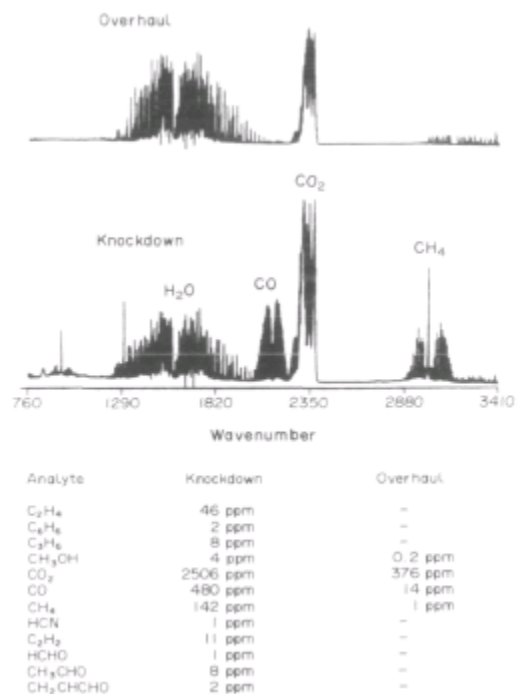 Overhaul
CO₂
Knockdown
H₂O
CO
CH₄
760 1290 1820 2350 2880 3410
Wavenumber
Analyte Knockdown Overhaul
C₂H₄ 46 ppm -
C₆H₆ 2 ppm -
C₃H₆ 8 ppm -
CH₃OH 4 ppm 0.2 ppm
CO₂ 2506 ppm 376 ppm
CO 480 ppm 14 ppm
CH₄ 142 ppm 1 ppm
HCN 1 ppm -
C₂H₂ 11 ppm -
HCHO 1 ppm -
CH₃CHO 8 ppm -
CH₂CHCHO 2 ppm -